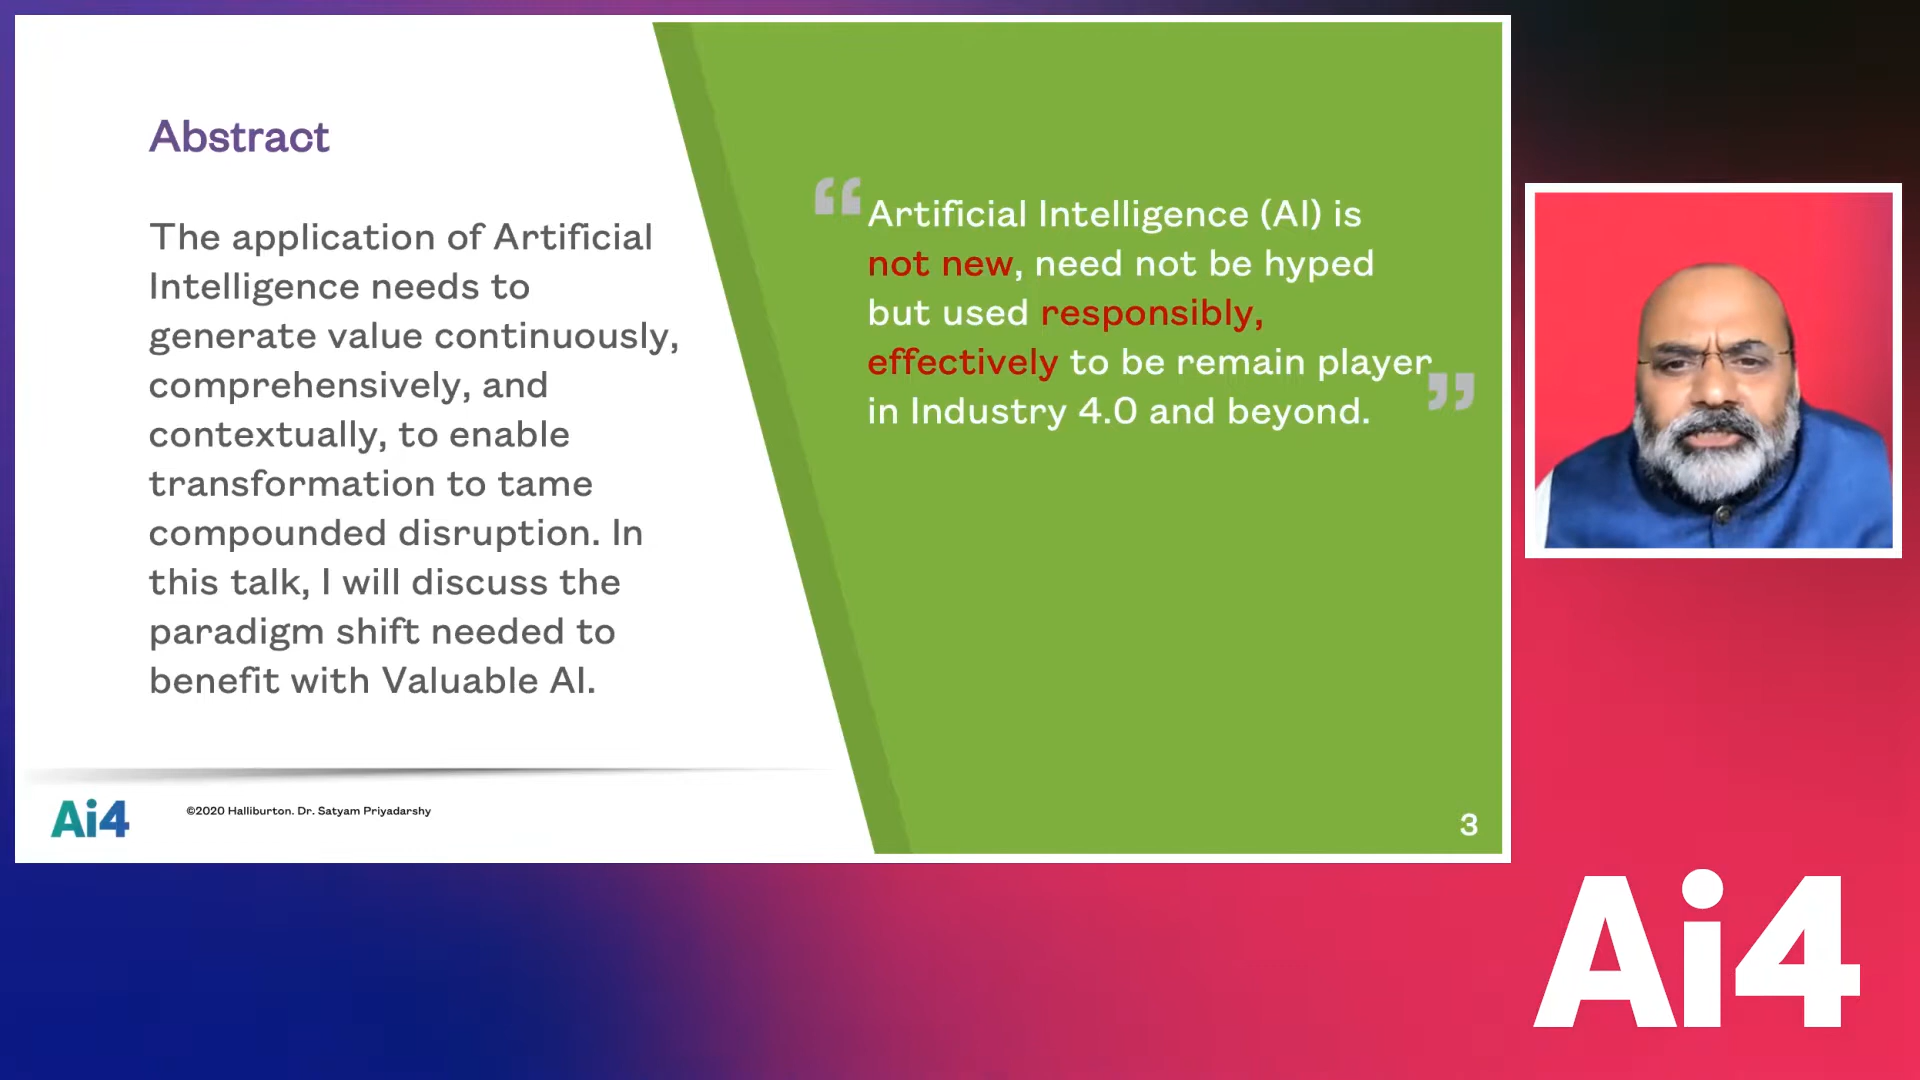 Abstract
The application of Artificial
Intelligence needs to
generate value continuously,
comprehensively, and
contextually, to enable
transformation to tame
compounded disruption. In
this talk, I will discuss the
paradigm shift needed to
benefit with Valuable AI.
“Artificial Intelligence (AI) is
not new, need not be hyped
but used responsibly,
effectively to be remain player
in Industry 4.0 and beyond.”
Ai4
©2020 Halliburton. Dr. Satyam Priyadarshy
3
Ai4